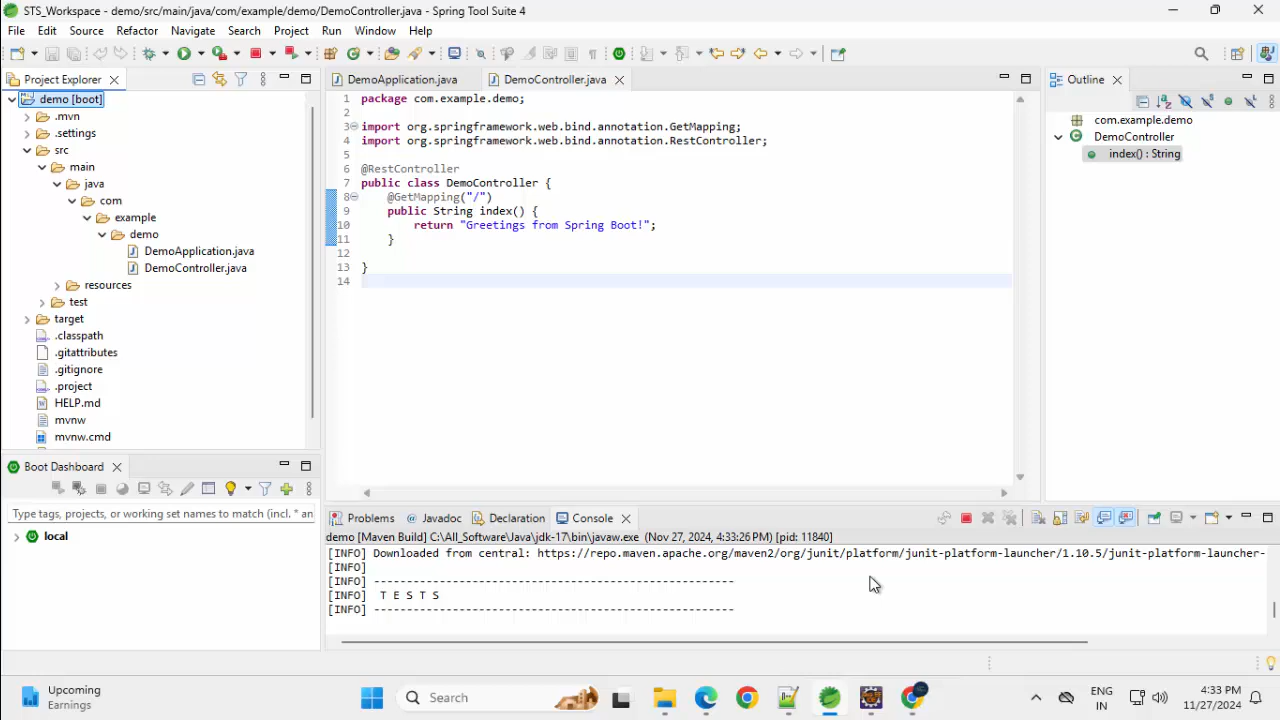 STS_Workspace - demo/src/main/java/com/example/demo/DemoController.java - Spring Tool Suite 4
File Edit Source Refactor Navigate Search Project Run Window Help
Project Explorer
demo [boot]
.mvn
.settings
src
main
java
com
example
demo
DemoApplication.java
DemoController.java
resources
test
target
.classpath
.gitattributes
.gitignore
.project
HELP.md
mvnw
mvnw.cmd
Boot Dashboard
Type tags, projects, or working set names to match (incl. * an
local
DemoApplication.java DemoController.java
1 package com.example.demo;
2
3 import org.springframework.web.bind.annotation.GetMapping;
4 import org.springframework.web.bind.annotation.RestController;
5
6 @RestController
7 public class DemoController {
8 @GetMapping("/")
9 public String index() {
10 return "Greetings from Spring Boot!";
11 }
12
13 }
14
Outline
com.example.demo
DemoController
index() : String
Problems Javadoc Declaration Console
demo [Maven Build] C:\All_Software\Java\jdk-17\bin\javaw.exe (Nov 27, 2024, 4:33:26 PM) [pid: 11840]
[INFO] Downloaded from central: https://repo.maven.apache.org/maven2/org/junit/platform/junit-platform-launcher/1.10.5/junit-platform-launcher-
[INFO]
[INFO] -------------------------------------------------------
[INFO] T E S T S
[INFO] -------------------------------------------------------
Upcoming
Earnings
Search
ENG
IN
4:33 PM
11/27/2024